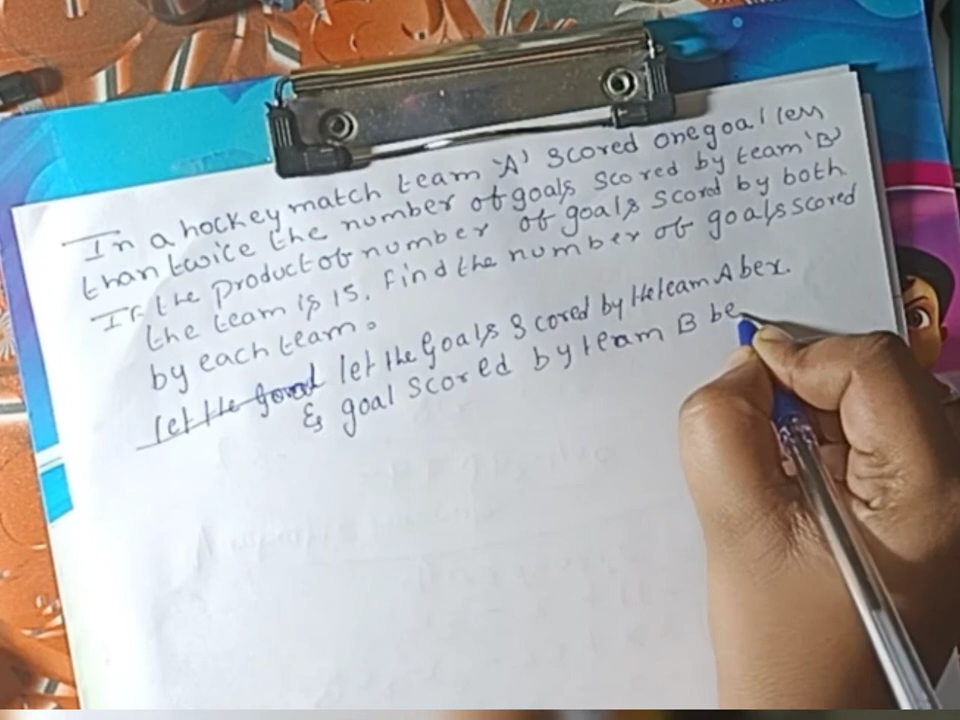 In a hockey match team 'A' scored one goal less
than twice the number of goals scored by team 'B'
If the product of number of goals scored by both
the team is 15. Find the number of goals scored
by each team.
let the goal let the Goals scored by the team A be x.
& goal scored by team B be